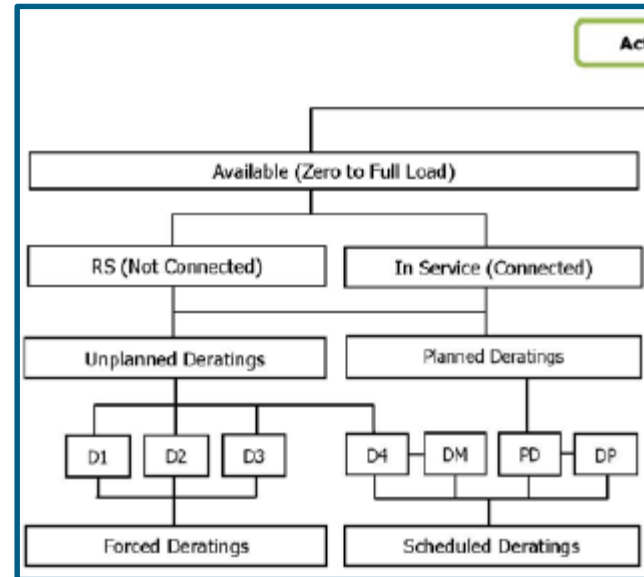 Act
Available (Zero to Full Load)
RS (Not Connected)
In Service (Connected)
Unplanned Deratings
Planned Deratings
D1
D2
D3
D4
DM
PD
DP
Forced Deratings
Scheduled Deratings